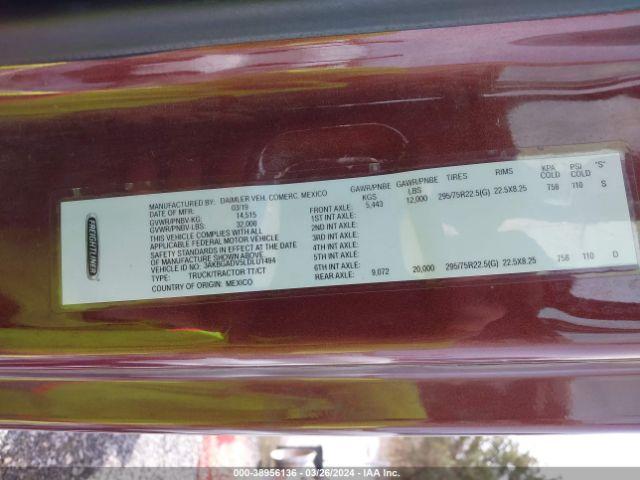 FREIGHTLINER
MANUFACTURED BY: DAIMLER VEH. COMERC. MEXICO
DATE OF MFR: 03/19
GVWR/PNBV-KG: 14,515
GVWR/PNBV-LBS: 32,000
THIS VEHICLE COMPLIES WITH ALL
APPLICABLE FEDERAL MOTOR VEHICLE
SAFETY STANDARDS IN EFFECT AT THE DATE
OF MANUFACTURE SHOWN ABOVE
VEHICLE ID NO: 3AKBGADV5LDLU1494
TYPE: TRUCK/TRACTOR TT/CT
COUNTRY OF ORIGIN: MEXICO
GAWR/PNBE KGS GAWR/PNBE LBS TIRES RIMS KPA COLD PSI COLD "S"
FRONT AXLE: 5,443 12,000 295/75R22.5(G) 22.5X8.25 758 110 S
1ST INT AXLE:
2ND INT AXLE:
3RD INT AXLE:
4TH INT AXLE:
5TH INT AXLE:
6TH INT AXLE:
REAR AXLE: 9,072 20,000 295/75R22.5(G) 22.5X8.25 758 110 D
000-38956136 - 03/26/2024 - IAA Inc.